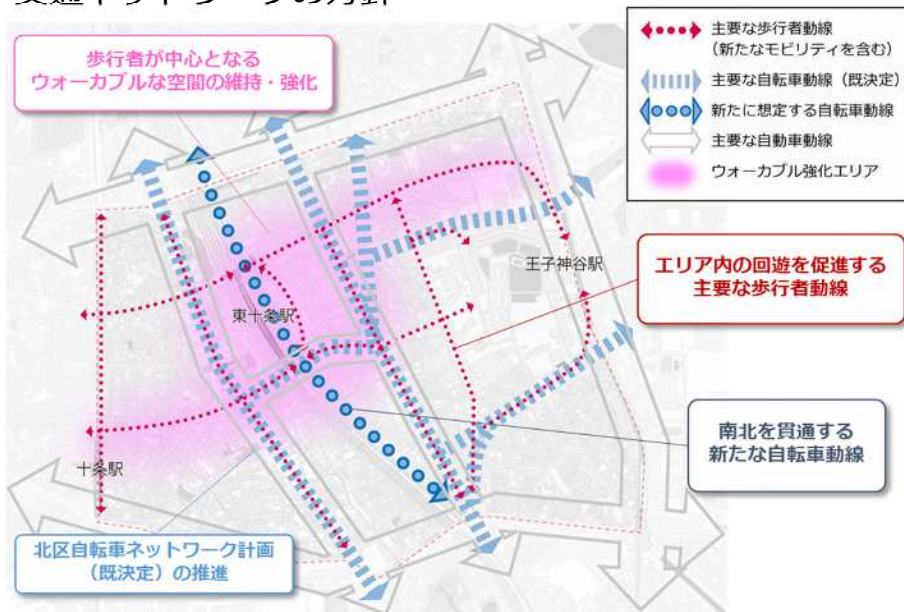 交通ネットワークの方針
歩行者が中心となる
ウォーカブルな空間の維持・強化
主要な歩行者動線
（新たなモビリティを含む）
主要な自転車動線（既決定）
新たに想定する自転車動線
主要な自動車動線
ウォーカブル強化エリア
王子神谷駅
エリア内の回遊を促進する
主要な歩行者動線
東十条駅
南北を貫通する
新たな自転車動線
十条駅
北区自転車ネットワーク計画
（既決定）の推進